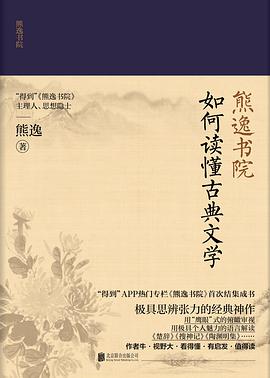 熊逸书院
熊逸书院
如何读懂古典文学
“得到”《熊逸书院》
主理人、思想隐士
熊逸
著
“得到”APP热门专栏《熊逸书院》首次结集成书
极具思辨张力的经典神作
用“鹰眼”式的俯瞰审视
用极具个人魅力的语言解读
《楚辞》《搜神记》《陶渊明集》……
作者牛·视野大·看得懂·有启发·值得读
北京联合出版公司